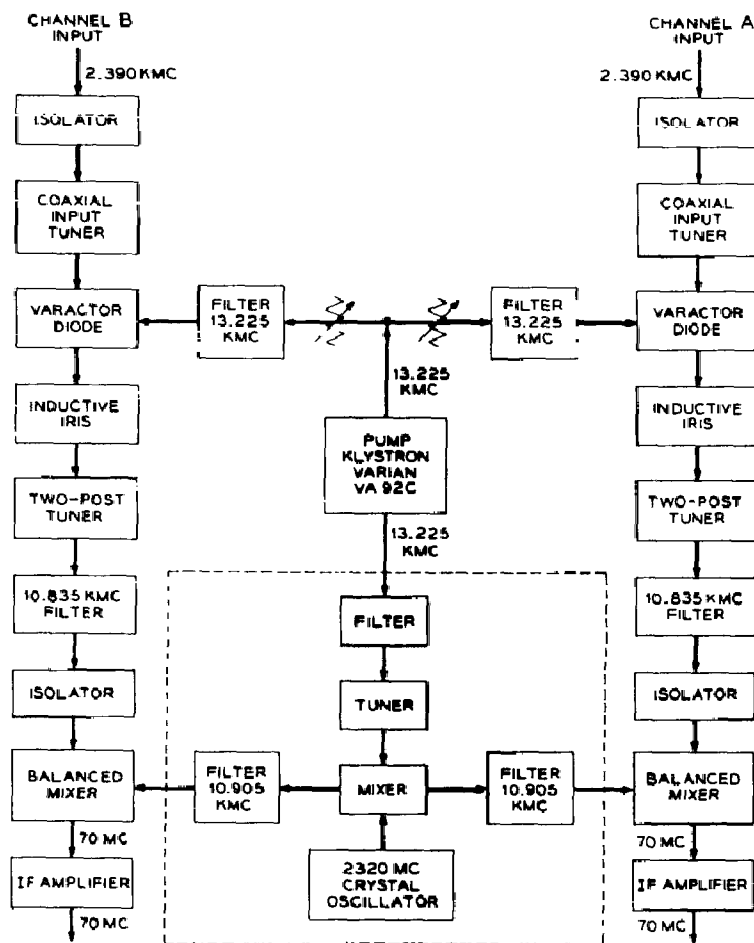 CHANNEL B
INPUT
2.390 KMC
ISOLATOR
COAXIAL
INPUT
TUNER
VARACTOR
DIODE
INDUCTIVE
IRIS
TWO-POST
TUNER
10.835 KMC
FILTER
ISOLATOR
BALANCED
MIXER
70 MC
IF AMPLIFIER
70 MC
FILTER
13.225
KMC
FILTER
13.225
KMC
13.225
KMC
PUMP
KLYSTRON
VARIAN
VA 92C
13.225
KMC
FILTER
TUNER
FILTER
10.905
KMC
MIXER
FILTER
10.905
KMC
2320 MC
CRYSTAL
OSCILLATOR
CHANNEL A
INPUT
2.390 KMC
ISOLATOR
COAXIAL
INPUT
TUNER
VARACTOR
DIODE
INDUCTIVE
IRIS
TWO-POST
TUNER
10.835 KMC
FILTER
ISOLATOR
BALANCED
MIXER
70 MC
IF AMPLIFIER
70 MC